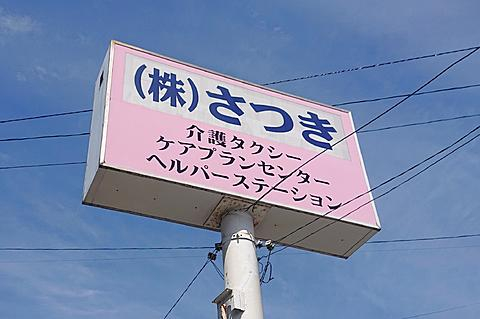 (株)さつき
介護タクシー
ケアプランセンター
ヘルパーステーション